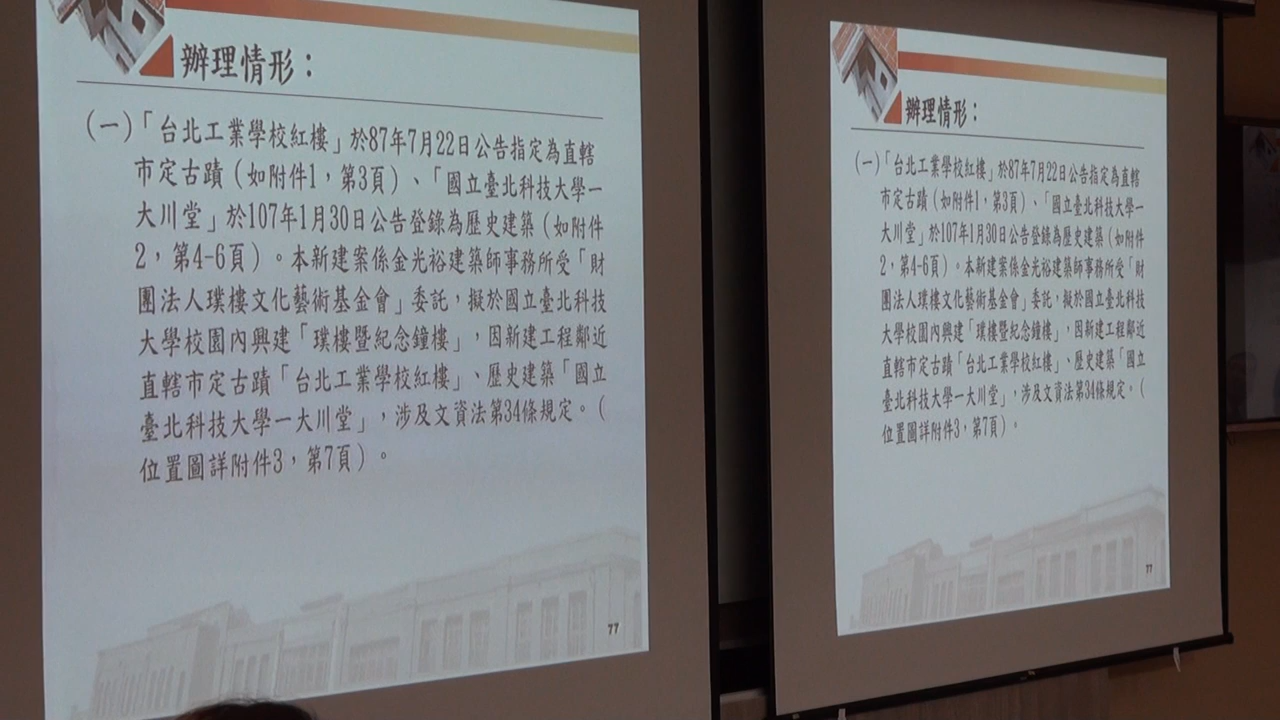 辦理情形：
(一)「台北工業學校紅樓」於87年7月22日公告指定為直轄
市定古蹟（如附件1，第3頁）、「國立臺北科技大學一
大川堂」於107年1月30日公告登錄為歷史建築（如附件
2，第4-6頁）。本新建案係金光裕建築師事務所受「財
團法人璞樓文化藝術基金會」委託，擬於國立臺北科技
大學校園內興建「璞樓暨紀念鐘樓」，因新建工程鄰近
直轄市定古蹟「台北工業學校紅樓」、歷史建築「國立
臺北科技大學一大川堂」，涉及文資法第34條規定。（
位置圖詳附件3，第7頁）。
77
辦理情形：
(一)「台北工業學校紅樓」於87年7月22日公告指定為直轄
市定古蹟（如附件1，第3頁）、「國立臺北科技大學一
大川堂」於107年1月30日公告登錄為歷史建築（如附件
2，第4-6頁）。本新建案係金光裕建築師事務所受「財
團法人璞樓文化藝術基金會」委託，擬於國立臺北科技
大學校園內興建「璞樓暨紀念鐘樓」，因新建工程鄰近
直轄市定古蹟「台北工業學校紅樓」、歷史建築「國立
臺北科技大學一大川堂」，涉及文資法第34條規定。（
位置圖詳附件3，第7頁）。
77